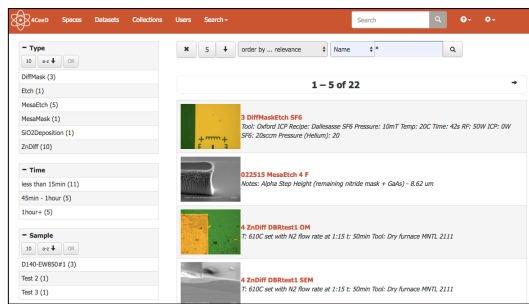 4CeeD Spaces Datasets Collections Users Search Search
− Type
10 a-z OR
DiffMask (3)
Etch (1)
MesaEtch (5)
MesaMask (1)
SiO2Deposition (1)
ZnDiff (10)
− Time
less than 15min (11)
45min - 1hour (5)
1hour+ (5)
− Sample
10 a-z OR
D140-EW850#1 (3)
Test 2 (1)
Test 3 (1)
5 order by ... relevance Name *
1 – 5 of 22
3 DiffMaskEtch SF6
Tool: Oxford ICP Recipe: Dallesasse SF6 Pressure: 10mT Temp: 20C Time: 42s RF: 50W ICP: 0W
SF6: 20sccm Pressure (Helium): 20
022515 MesaEtch 4 F
Notes: Alpha Step Height (remaining nitride mask + GaAs) - 8.62 um
4 ZnDiff DBRtest1 OM
T: 610C set with N2 flow rate at 1:15 t: 50min Tool: Dry furnace MNTL 2111
4 ZnDiff DBRtest1 SEM
T: 610C set with N2 flow rate at 1:15 t: 50min Tool: Dry furnace MNTL 2111